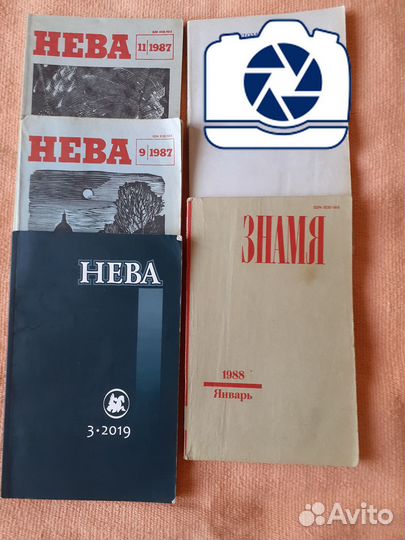 НЕВА
11 1987
НЕВА
9 1987
НЕВА
3·2019
ЗНАМЯ
1988
Январь
Avito